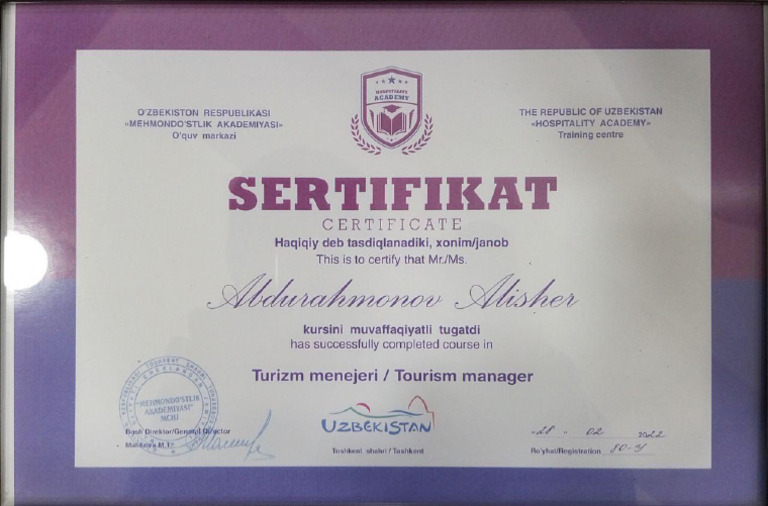 HOSPITALITY
ACADEMY
O'ZBEKISTON RESPUBLIKASI
«MEHMONDO'STLIK AKADEMIYASI»
O'quv markazi
THE REPUBLIC OF UZBEKISTAN
«HOSPITALITY ACADEMY»
Training centre
SERTIFIKAT
CERTIFICATE
Haqiqiy deb tasdiqlanadiki, xonim/janob
This is to certify that Mr./Ms.
Abdurahmonov Alisher
kursini muvaffaqiyatli tugatdi
has successfully completed course in
Turizm menejeri / Tourism manager
"MEHMONDO'STLIK
AKADEMIYASI"
MCHJ
Bosh Direktor/General Director
UZBEKISTAN
Toshkent shahri / Tashkent
«28» 02 2022
Ro'yhat/Registration